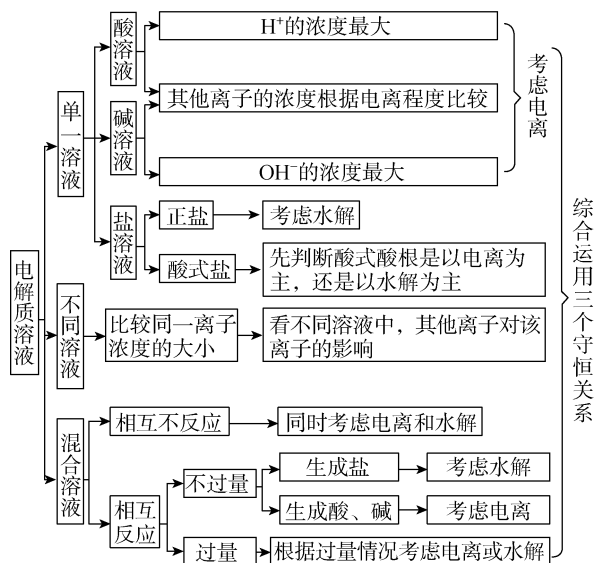 电解质溶液
单一溶液
酸溶液
H⁺的浓度最大
其他离子的浓度根据电离程度比较
碱溶液
OH⁻的浓度最大
考虑电离
盐溶液
正盐
考虑水解
酸式盐
先判断酸式酸根是以电离为
主，还是以水解为主
不同溶液
比较同一离子
浓度的大小
看不同溶液中，其他离子对该
离子的影响
混合溶液
相互不反应
同时考虑电离和水解
相互
反应
不过量
生成盐
考虑水解
生成酸、碱
考虑电离
过量
根据过量情况考虑电离或水解
综合运用三个守恒关系